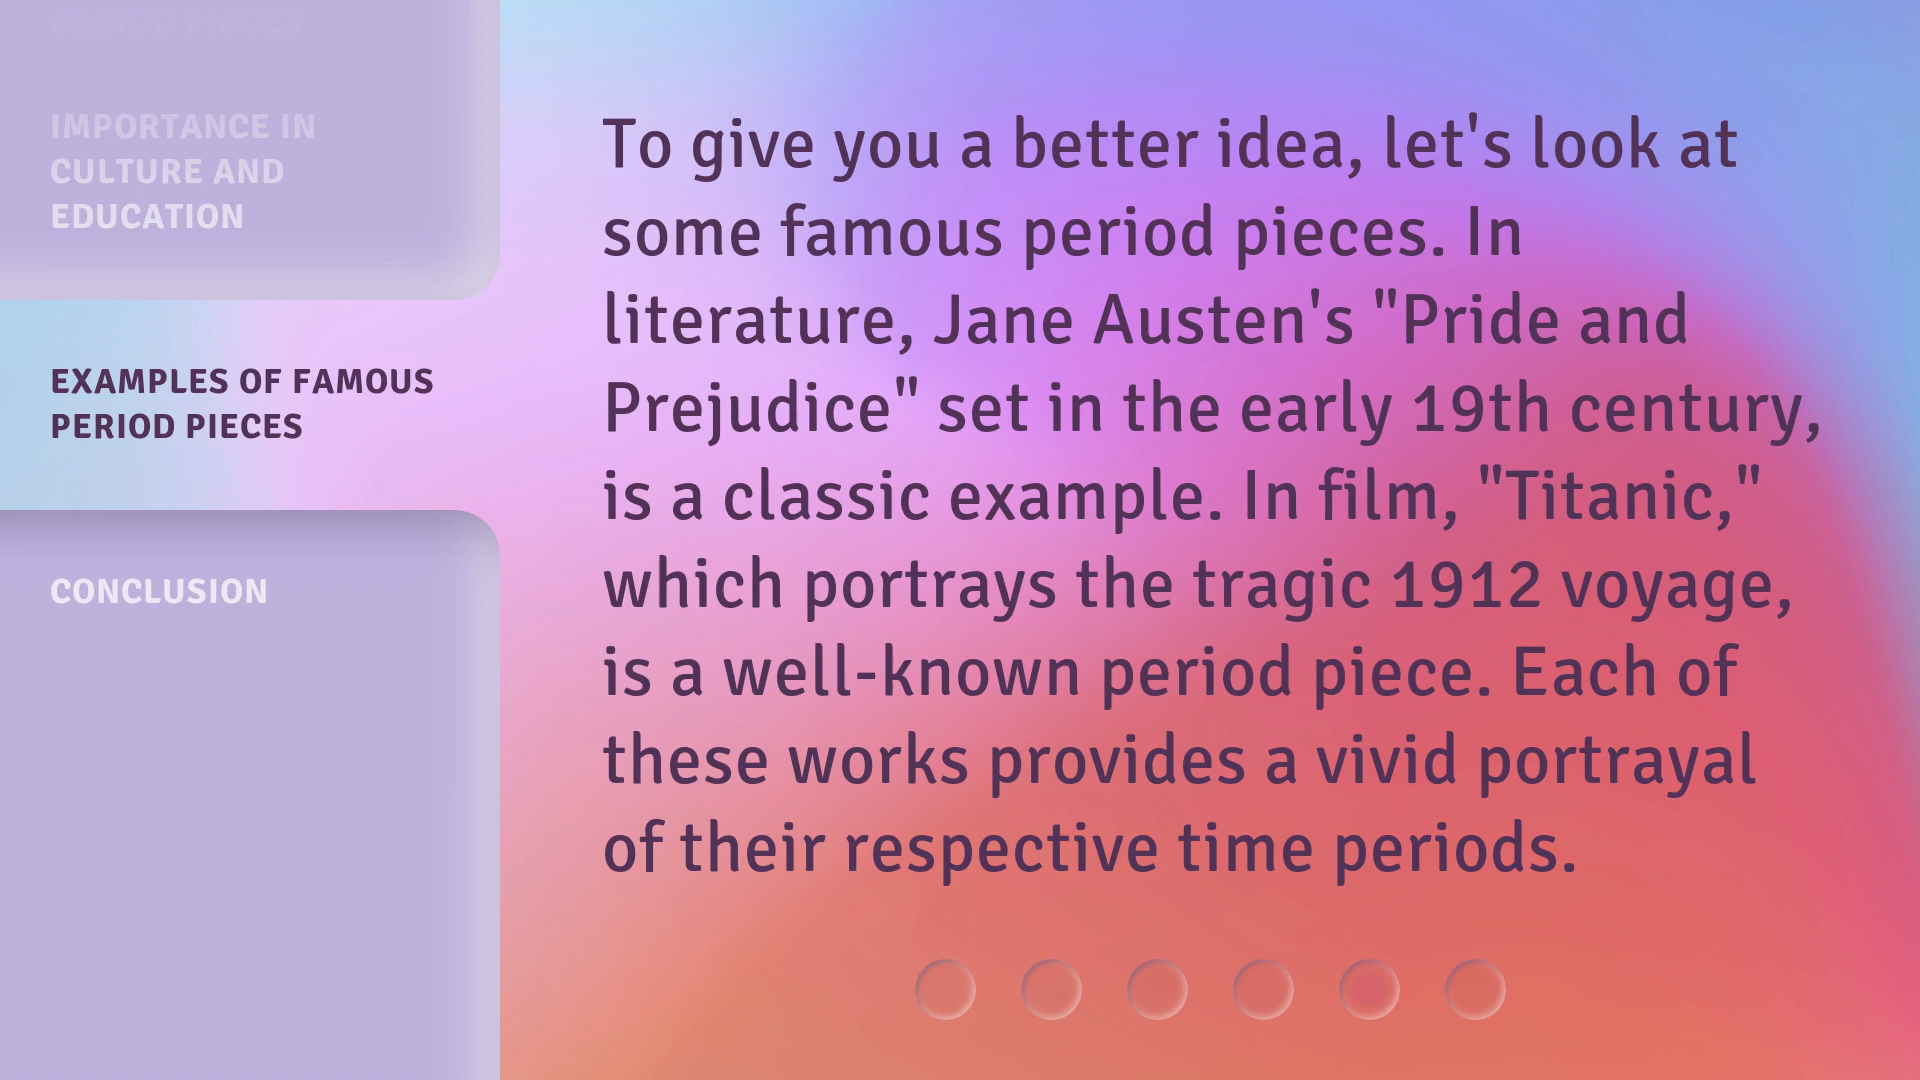 PERIOD PIECES
IMPORTANCE IN
CULTURE AND
EDUCATION
EXAMPLES OF FAMOUS
PERIOD PIECES
CONCLUSION
To give you a better idea, let's look at
some famous period pieces. In
literature, Jane Austen's "Pride and
Prejudice" set in the early 19th century,
is a classic example. In film, "Titanic,"
which portrays the tragic 1912 voyage,
is a well-known period piece. Each of
these works provides a vivid portrayal
of their respective time periods.